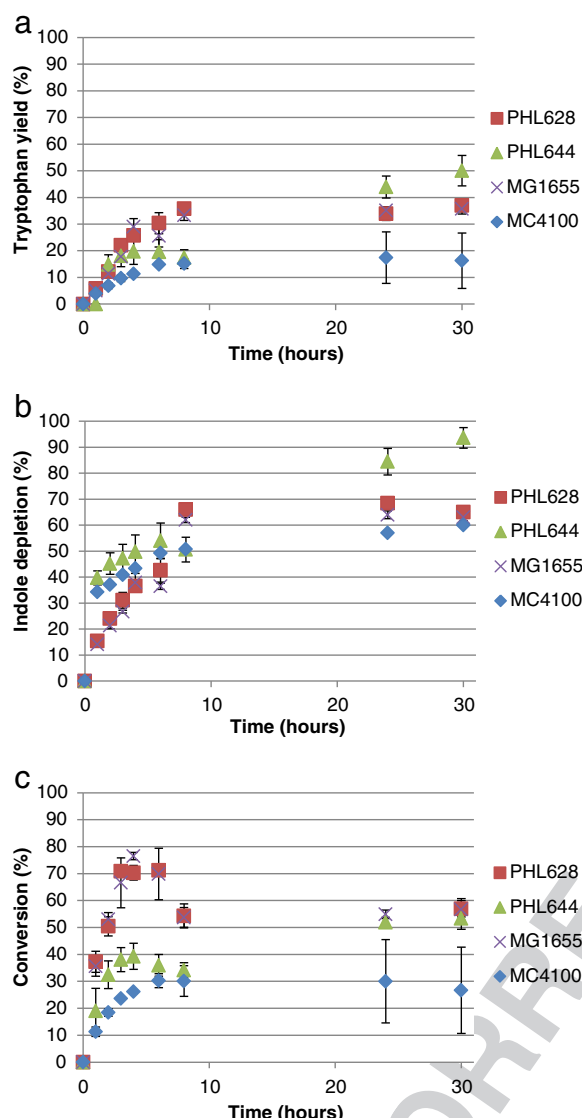 a
100
90
80
70
60
50
40
30
20
10
0
Tryptophan yield (%)
0 10 20 30
Time (hours)
PHL628
PHL644
MG1655
MC4100
b
100
90
80
70
60
50
40
30
20
10
0
Indole depletion (%)
0 10 20 30
Time (hours)
PHL628
PHL644
MG1655
MC4100
c
100
90
80
70
60
50
40
30
20
10
0
Conversion (%)
0 10 20 30
Time (hours)
PHL628
PHL644
MG1655
MC4100
ORRE